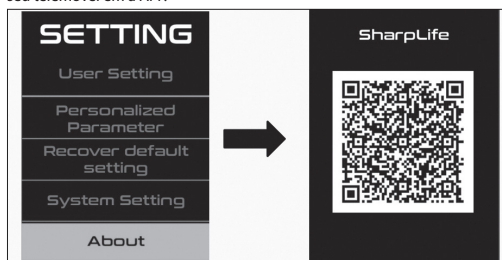 SETTING
User Setting
Personalized
Parameter
Recover default
setting
System Setting
About
SharpLife